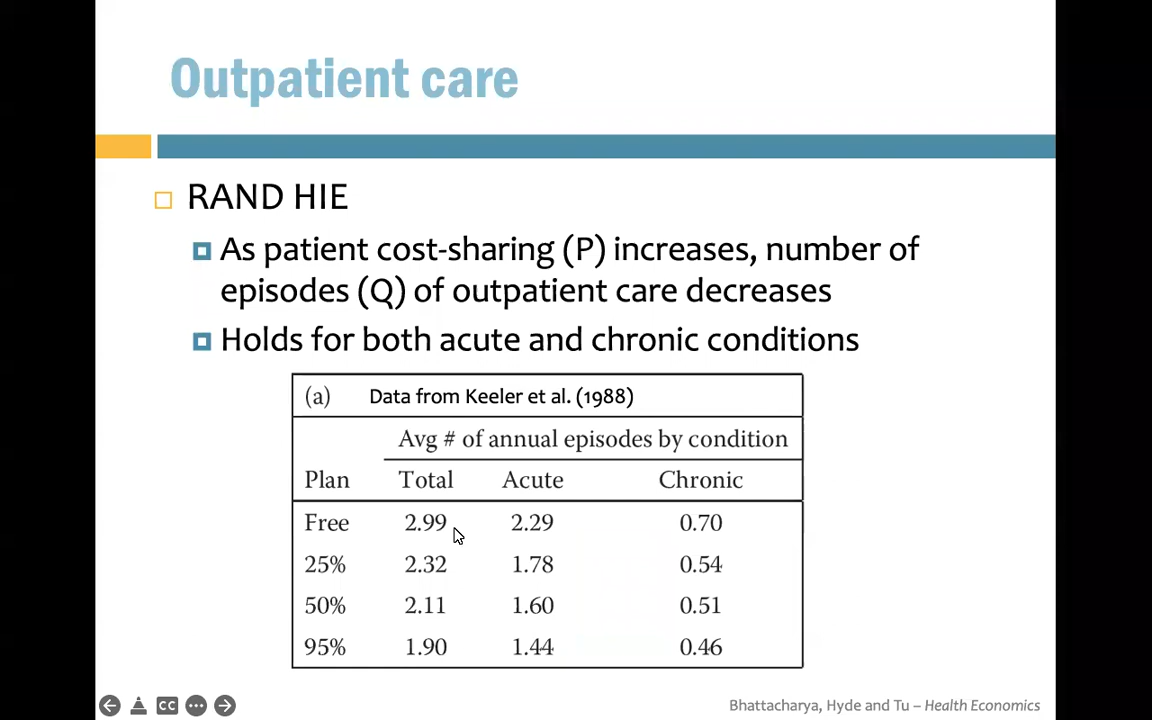 Outpatient care
RAND HIE
As patient cost-sharing (P) increases, number of
episodes (Q) of outpatient care decreases
Holds for both acute and chronic conditions
(a) Data from Keeler et al. (1988)
Avg # of annual episodes by condition
Plan Total Acute Chronic
Free 2.99 2.29 0.70
25% 2.32 1.78 0.54
50% 2.11 1.60 0.51
95% 1.90 1.44 0.46
CC
Bhattacharya, Hyde and Tu – Health Economics